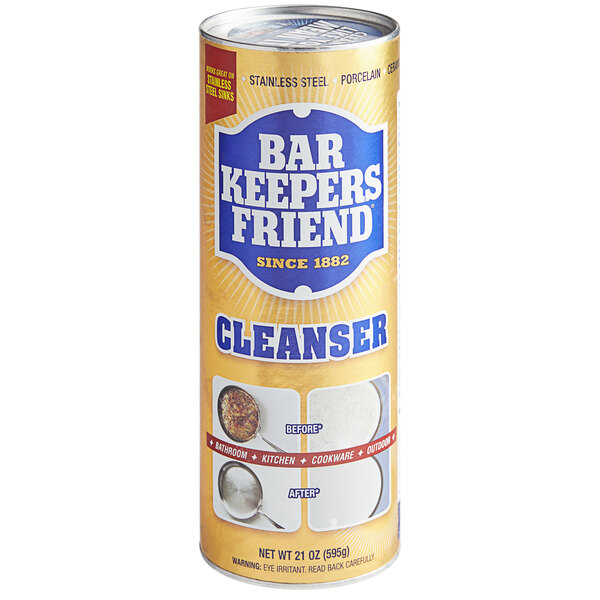 WORKS GREAT ON
STAINLESS
STEEL SINKS
STAINLESS STEEL + PORCELAIN
BAR
KEEPERS
FRIEND®
SINCE 1882
CLEANSER
BEFORE*
+ BATHROOM + KITCHEN + COOKWARE + OUTDOOR +
AFTER*
NET WT 21 OZ (595g)
WARNING: EYE IRRITANT. READ BACK CAREFULLY.